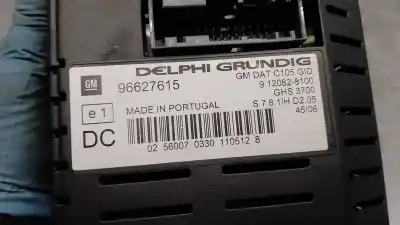 DELPHI GRUNDIG
GM
96627615
GM DAT C105 GID
9.12082-8100
GHS 3700
e 1
MADE IN PORTUGAL
S 7.8 1/H D2.05
45/06
DC
02 56007 0330 110512 8